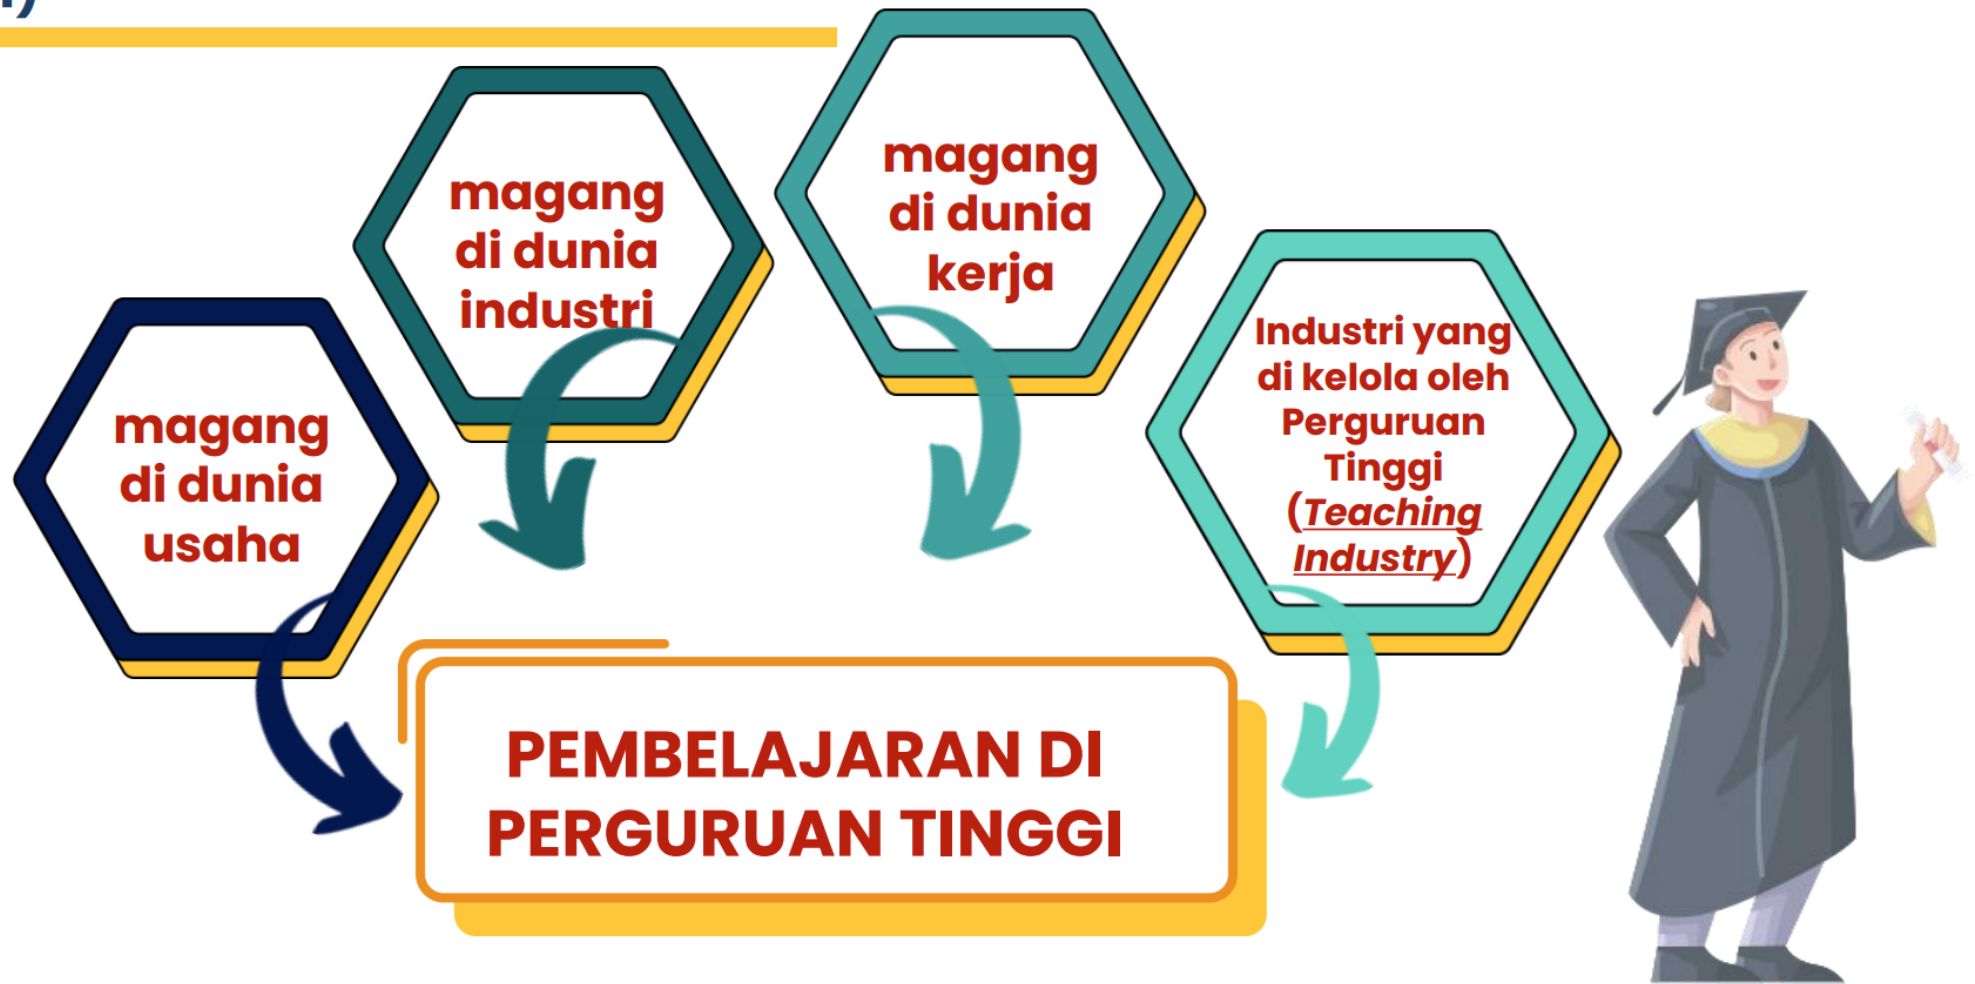 magang
di dunia
usaha
magang
di dunia
industri
magang
di dunia
kerja
Industri yang
di kelola oleh
Perguruan
Tinggi
(Teaching
Industry)
PEMBELAJARAN DI
PERGURUAN TINGGI